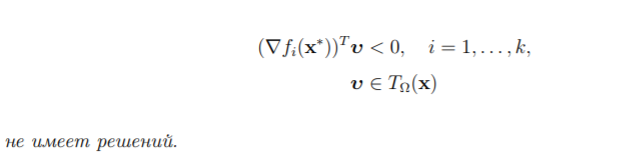 (∇f_i(x*))^T v < 0, i = 1, . . . , k,
v ∈ T_Ω(x)
не имеет решений.